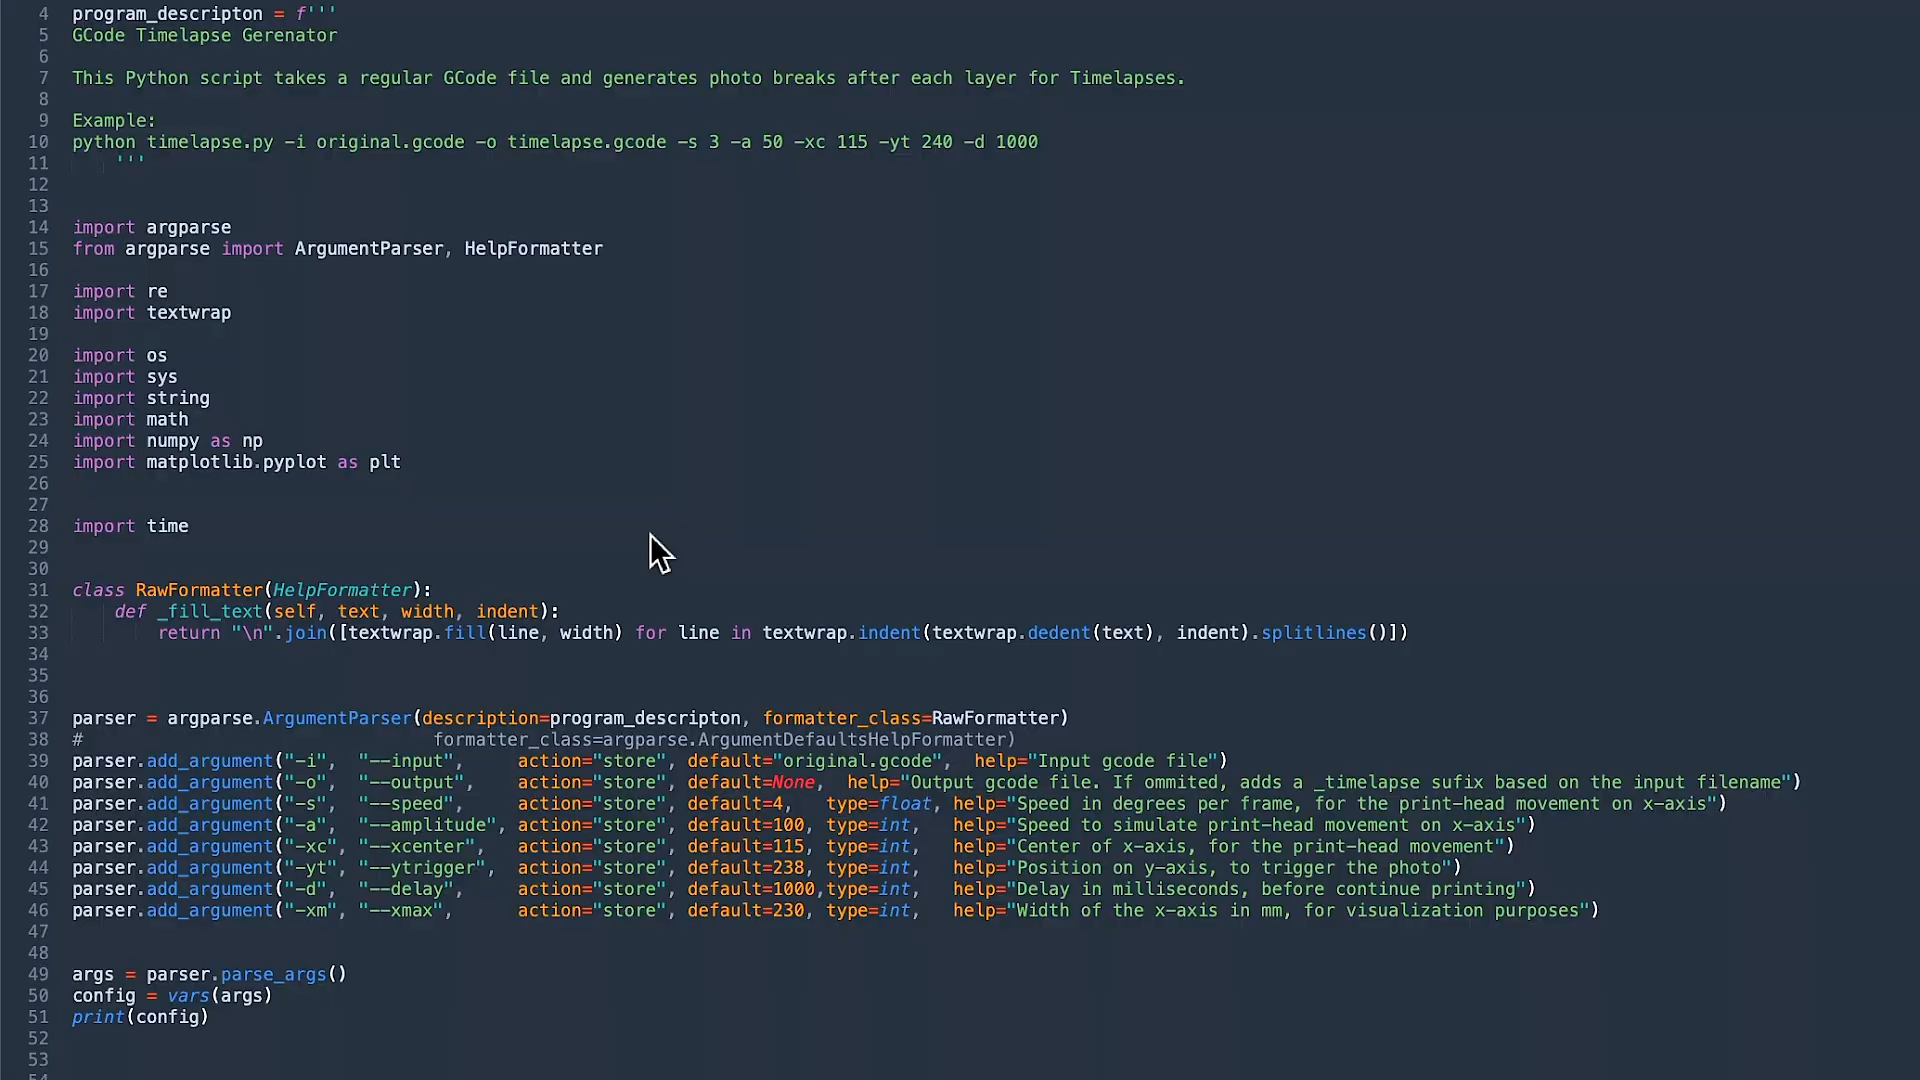 4 program_descripton = f'''
5 GCode Timelapse Gerenator
6
7 This Python script takes a regular GCode file and generates photo breaks after each layer for Timelapses.
8
9 Example:
10 python timelapse.py -i original.gcode -o timelapse.gcode -s 3 -a 50 -xc 115 -yt 240 -d 1000
11     '''
12
13
14 import argparse
15 from argparse import ArgumentParser, HelpFormatter
16
17 import re
18 import textwrap
19
20 import os
21 import sys
22 import string
23 import math
24 import numpy as np
25 import matplotlib.pyplot as plt
26
27
28 import time
29
30
31 class RawFormatter(HelpFormatter):
32     def _fill_text(self, text, width, indent):
33         return "\n".join([textwrap.fill(line, width) for line in textwrap.indent(textwrap.dedent(text), indent).splitlines()])
34
35
36
37 parser = argparse.ArgumentParser(description=program_descripton, formatter_class=RawFormatter)
38 #                                 formatter_class=argparse.ArgumentDefaultsHelpFormatter)
39 parser.add_argument("-i",  "--input",     action="store", default="original.gcode",  help="Input gcode file")
40 parser.add_argument("-o",  "--output",    action="store", default=None,  help="Output gcode file. If ommited, adds a _timelapse sufix based on the input filename")
41 parser.add_argument("-s",  "--speed",     action="store", default=4,   type=float, help="Speed in degrees per frame, for the print-head movement on x-axis")
42 parser.add_argument("-a",  "--amplitude", action="store", default=100, type=int,   help="Speed to simulate print-head movement on x-axis")
43 parser.add_argument("-xc", "--xcenter",   action="store", default=115, type=int,   help="Center of x-axis, for the print-head movement")
44 parser.add_argument("-yt", "--ytrigger",  action="store", default=238, type=int,   help="Position on y-axis, to trigger the photo")
45 parser.add_argument("-d",  "--delay",     action="store", default=1000,type=int,   help="Delay in milliseconds, before continue printing")
46 parser.add_argument("-xm", "--xmax",      action="store", default=230, type=int,   help="Width of the x-axis in mm, for visualization purposes")
47
48
49 args = parser.parse_args()
50 config = vars(args)
51 print(config)
52
53
54